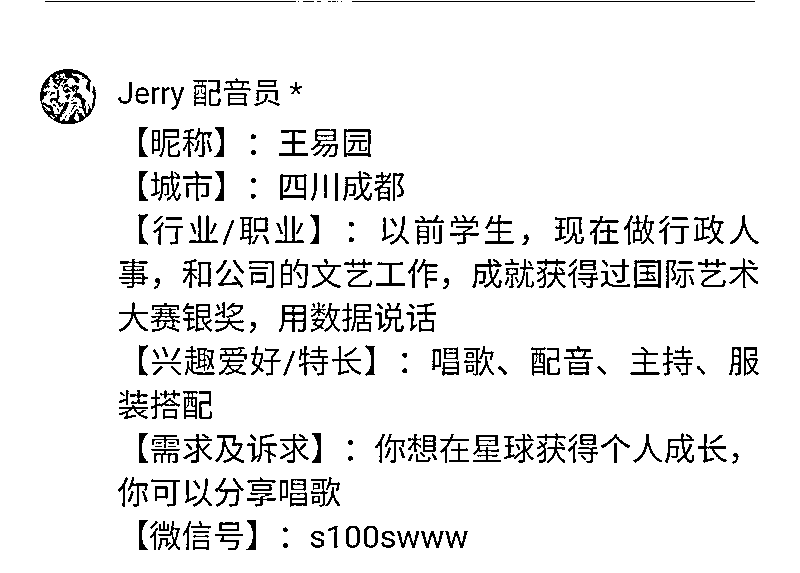 Jerry 配音员 *
【昵称】：王易园
【城市】：四川成都
【行业/职业】：以前学生，现在做行政人
事，和公司的文艺工作，成就获得过国际艺术
大赛银奖，用数据说话
【兴趣爱好/特长】：唱歌、配音、主持、服
装搭配
【需求及诉求】：你想在星球获得个人成长，
你可以分享唱歌
【微信号】：s100swww